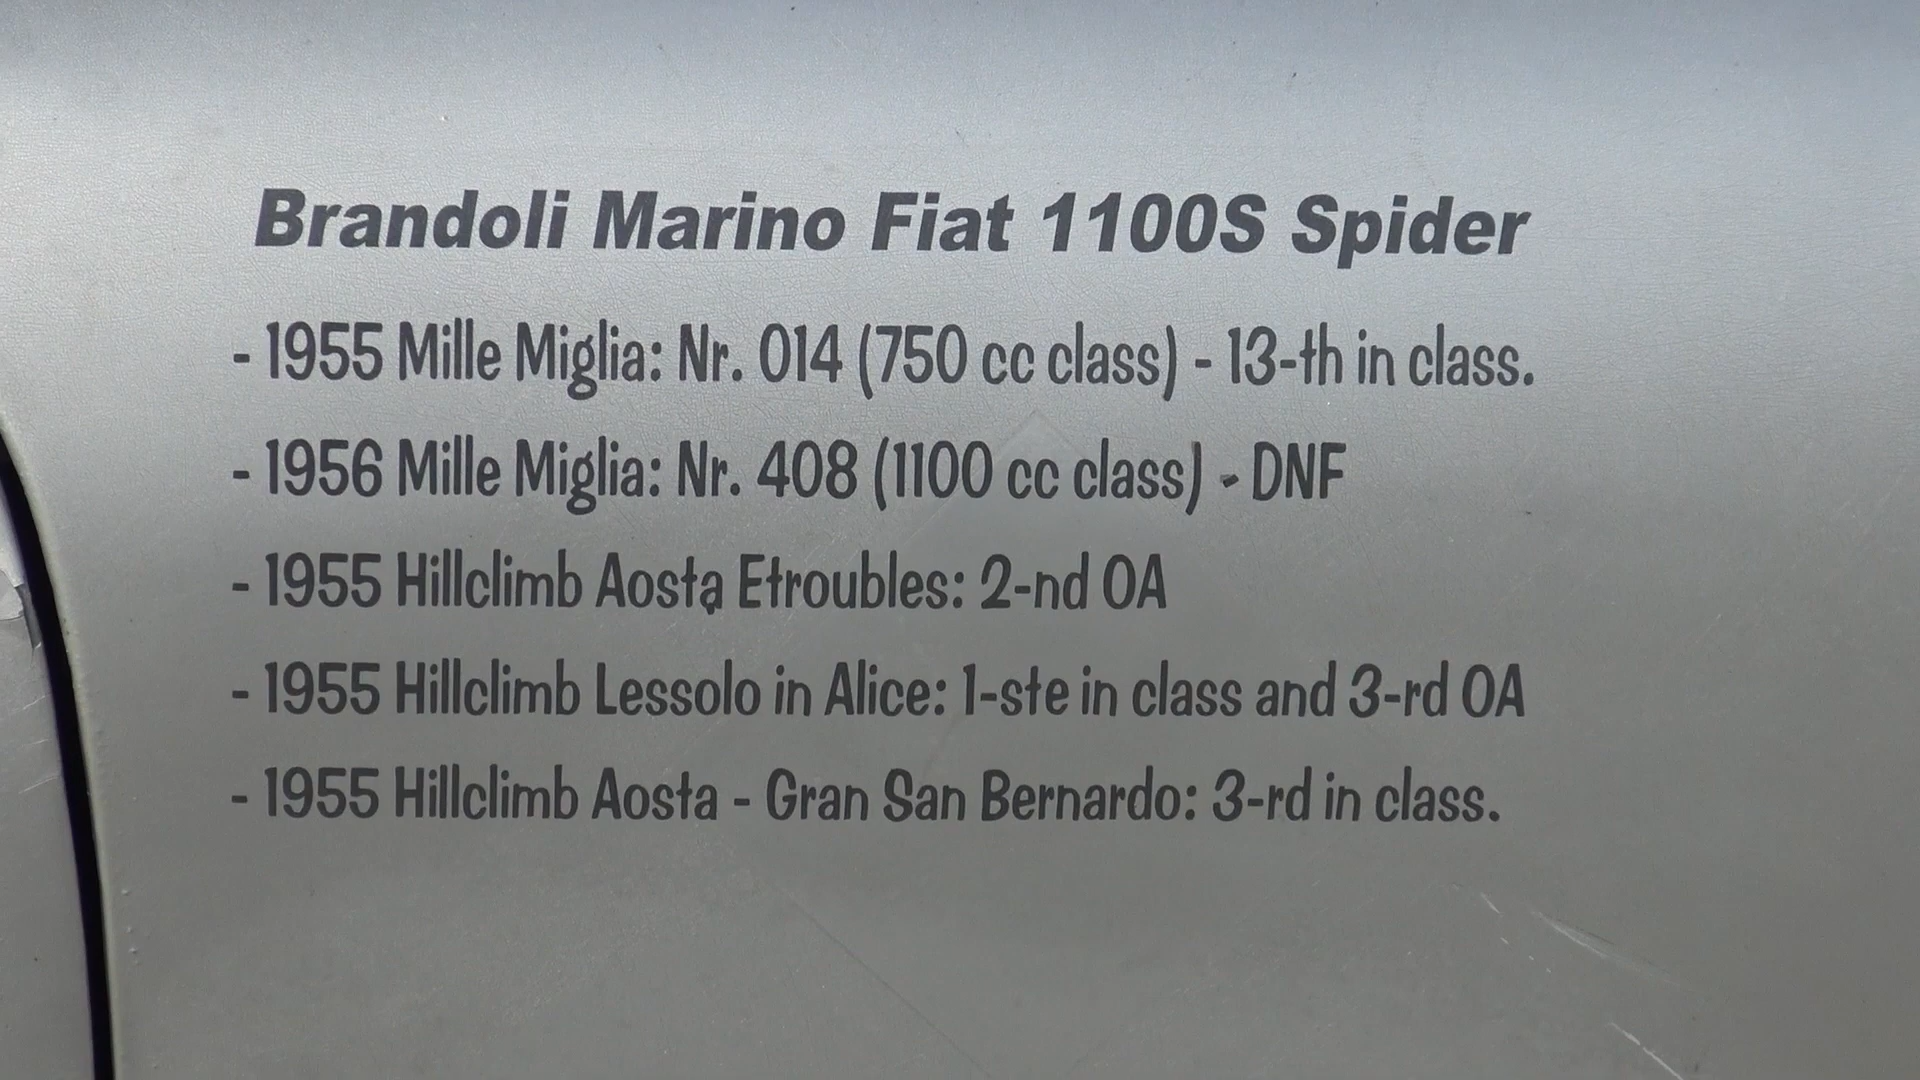 Brandoli Marino Fiat 1100S Spider
- 1955 Mille Miglia: Nr. 014 (750 cc class) - 13-th in class.
- 1956 Mille Miglia: Nr. 408 (1100 cc class) - DNF
- 1955 Hillclimb Aosta Etroubles: 2-nd OA
- 1955 Hillclimb Lessolo in Alice: 1-ste in class and 3-rd OA
- 1955 Hillclimb Aosta - Gran San Bernardo: 3-rd in class.